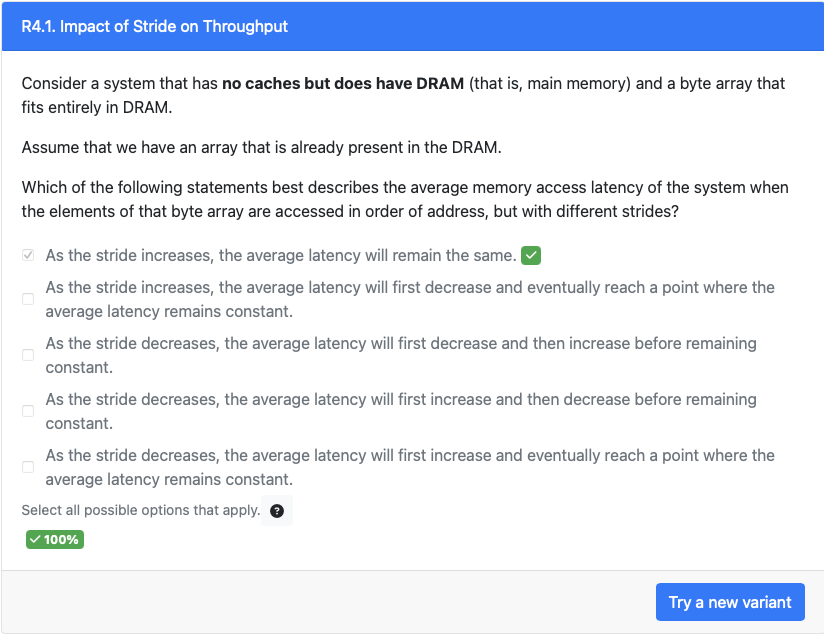 R4.1. Impact of Stride on Throughput
Consider a system that has no caches but does have DRAM (that is, main memory) and a byte array that
fits entirely in DRAM.
Assume that we have an array that is already present in the DRAM.
Which of the following statements best describes the average memory access latency of the system when
the elements of that byte array are accessed in order of address, but with different strides?
As the stride increases, the average latency will remain the same.
As the stride increases, the average latency will first decrease and eventually reach a point where the
average latency remains constant.
As the stride decreases, the average latency will first decrease and then increase before remaining
constant.
As the stride decreases, the average latency will first increase and then decrease before remaining
constant.
As the stride decreases, the average latency will first increase and eventually reach a point where the
average latency remains constant.
Select all possible options that apply. ?
100%
Try a new variant